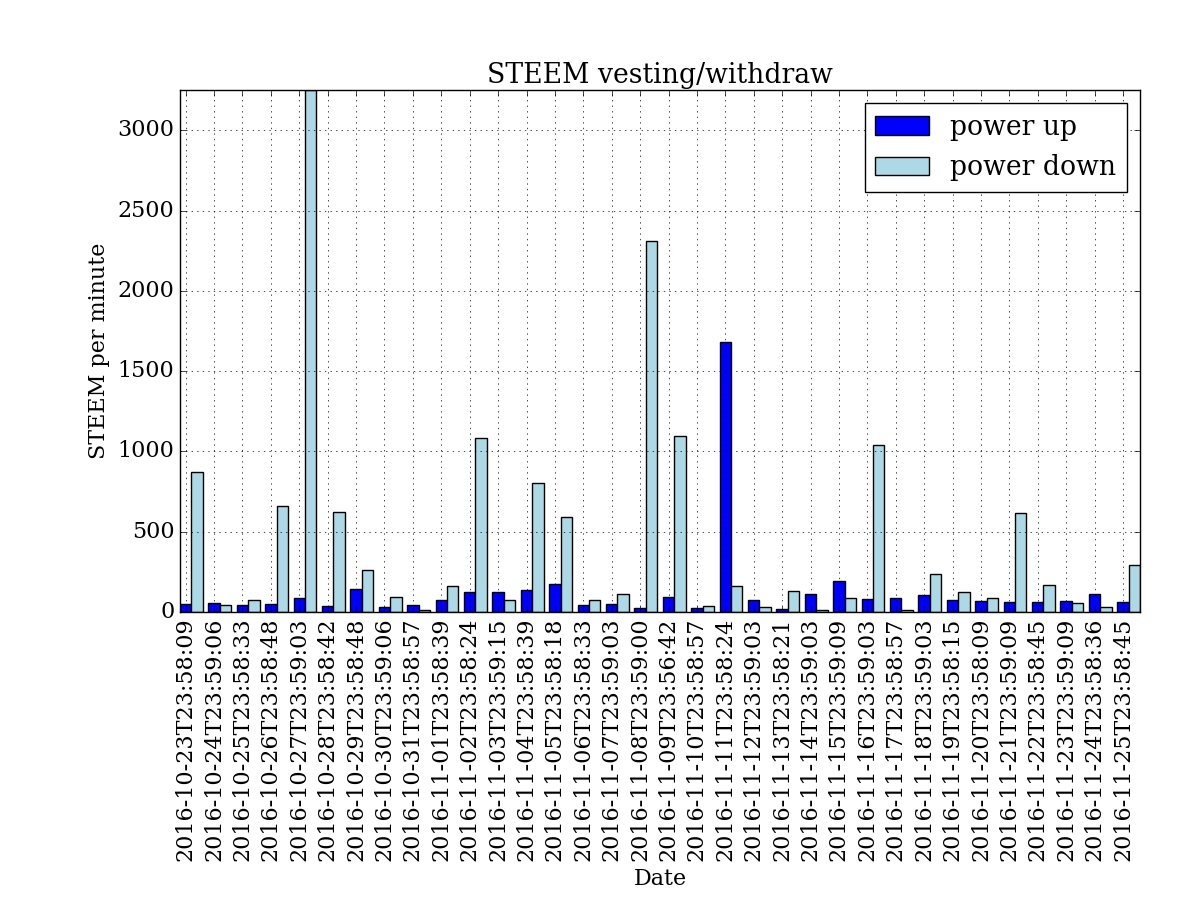 STEEM vesting/withdraw
power up
power down
3000
2500
2000
1500
1000
500
0
STEEM per minute
2016-10-23T23:58:09
2016-10-24T23:59:06
2016-10-25T23:58:33
2016-10-26T23:58:48
2016-10-27T23:59:03
2016-10-28T23:58:42
2016-10-29T23:58:48
2016-10-30T23:59:06
2016-10-31T23:58:57
2016-11-01T23:58:39
2016-11-02T23:58:24
2016-11-03T23:59:15
2016-11-04T23:58:39
2016-11-05T23:58:18
2016-11-06T23:58:33
2016-11-07T23:59:03
2016-11-08T23:59:00
2016-11-09T23:56:42
2016-11-10T23:58:57
2016-11-11T23:58:24
2016-11-12T23:59:03
2016-11-13T23:58:21
2016-11-14T23:59:03
2016-11-15T23:59:09
2016-11-16T23:59:03
2016-11-17T23:58:57
2016-11-18T23:59:03
2016-11-19T23:58:15
2016-11-20T23:58:09
2016-11-21T23:59:09
2016-11-22T23:58:45
2016-11-23T23:59:09
2016-11-24T23:58:36
2016-11-25T23:58:45
Date